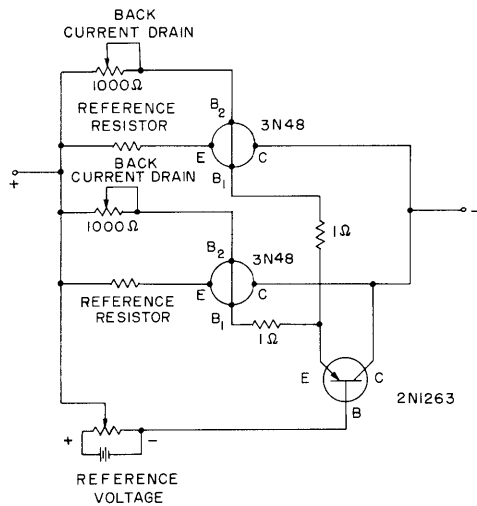 BACK
CURRENT DRAIN
1000Ω
REFERENCE
RESISTOR
B2
3N48
E
C
B1
+
-
BACK
CURRENT DRAIN
1000Ω
1Ω
B2
3N48
E
C
REFERENCE
RESISTOR
B1
1Ω
E
C
B
2N1263
+
-
REFERENCE
VOLTAGE